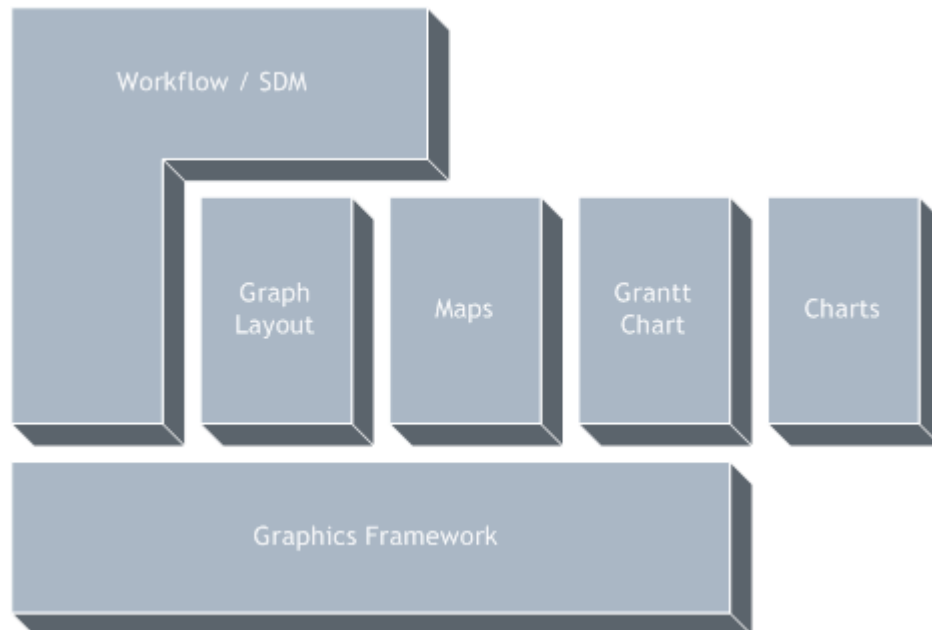 Workflow / SDM
Graph
Layout
Maps
Grantt
Chart
Charts
Graphics Framework